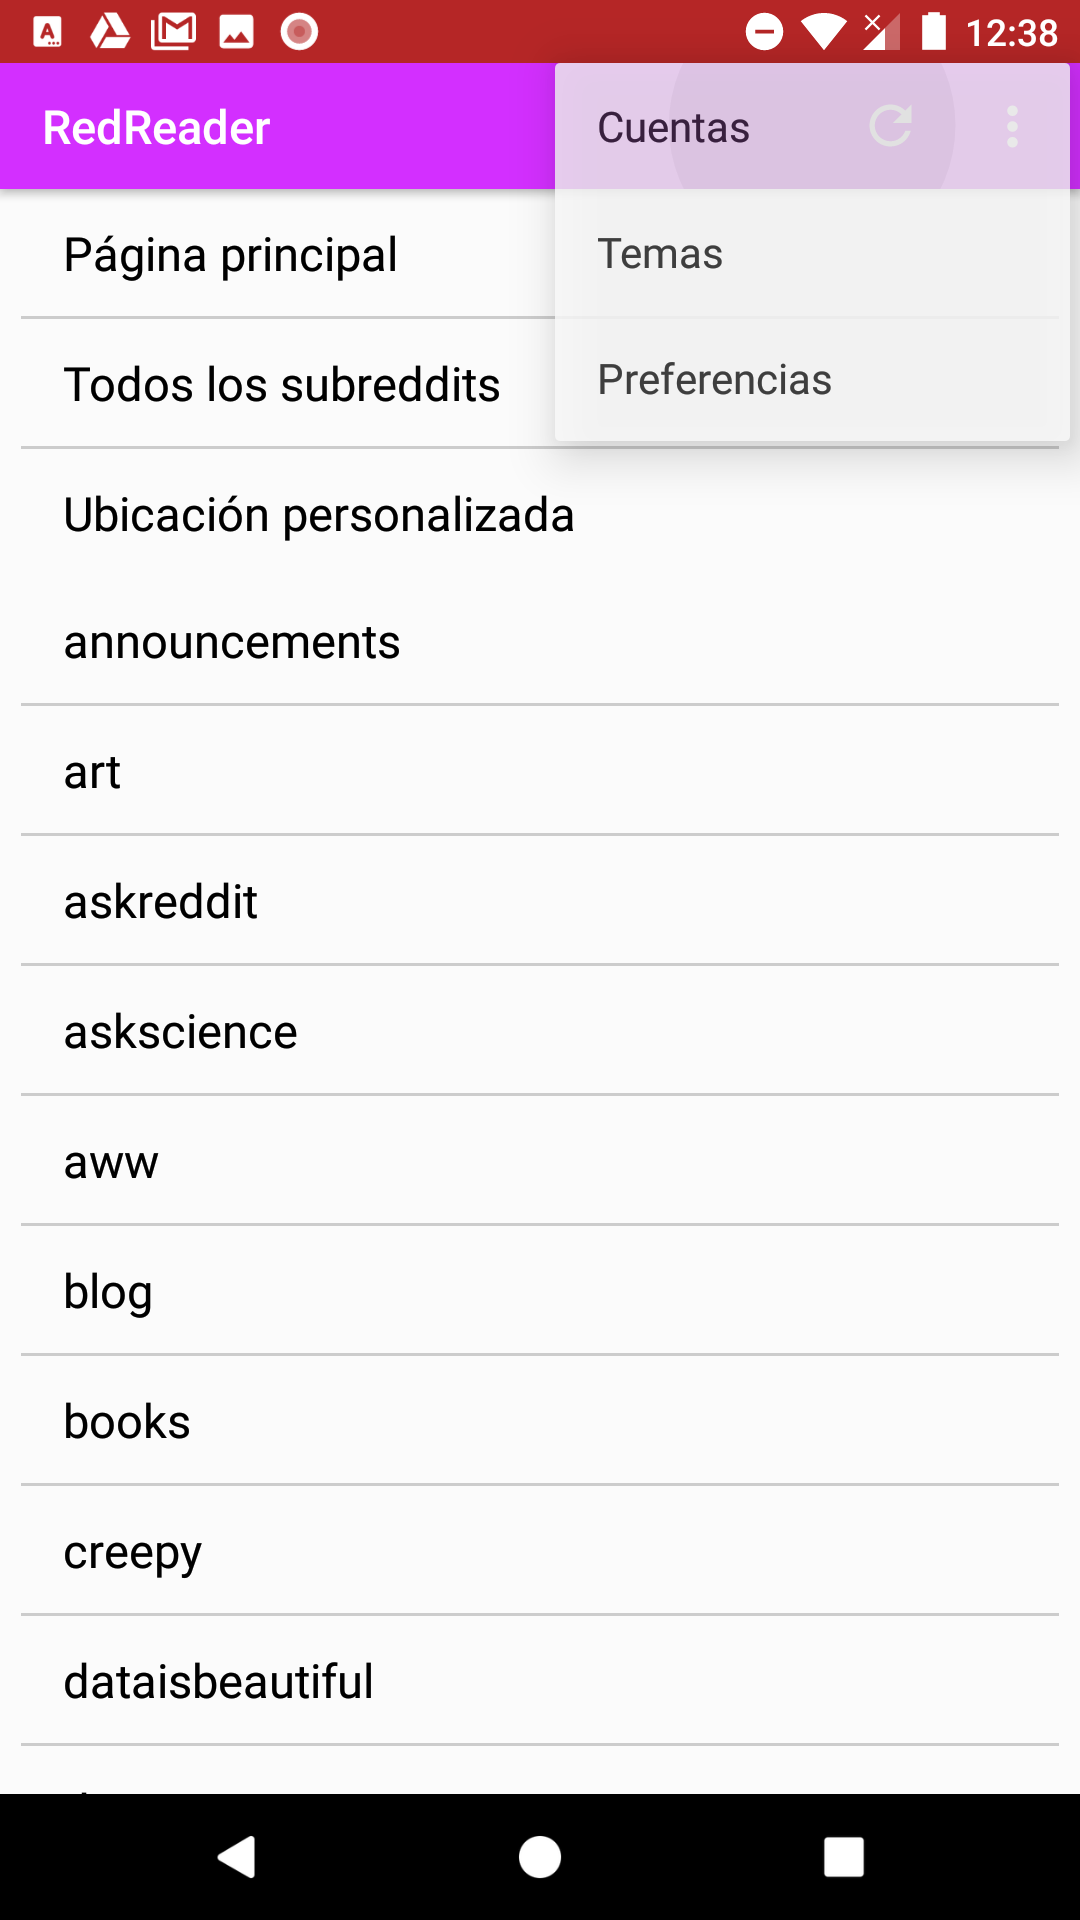 12:38
RedReader
Cuentas
Temas
Preferencias
Página principal
Todos los subreddits
Ubicación personalizada
announcements
art
askreddit
askscience
aww
blog
books
creepy
dataisbeautiful